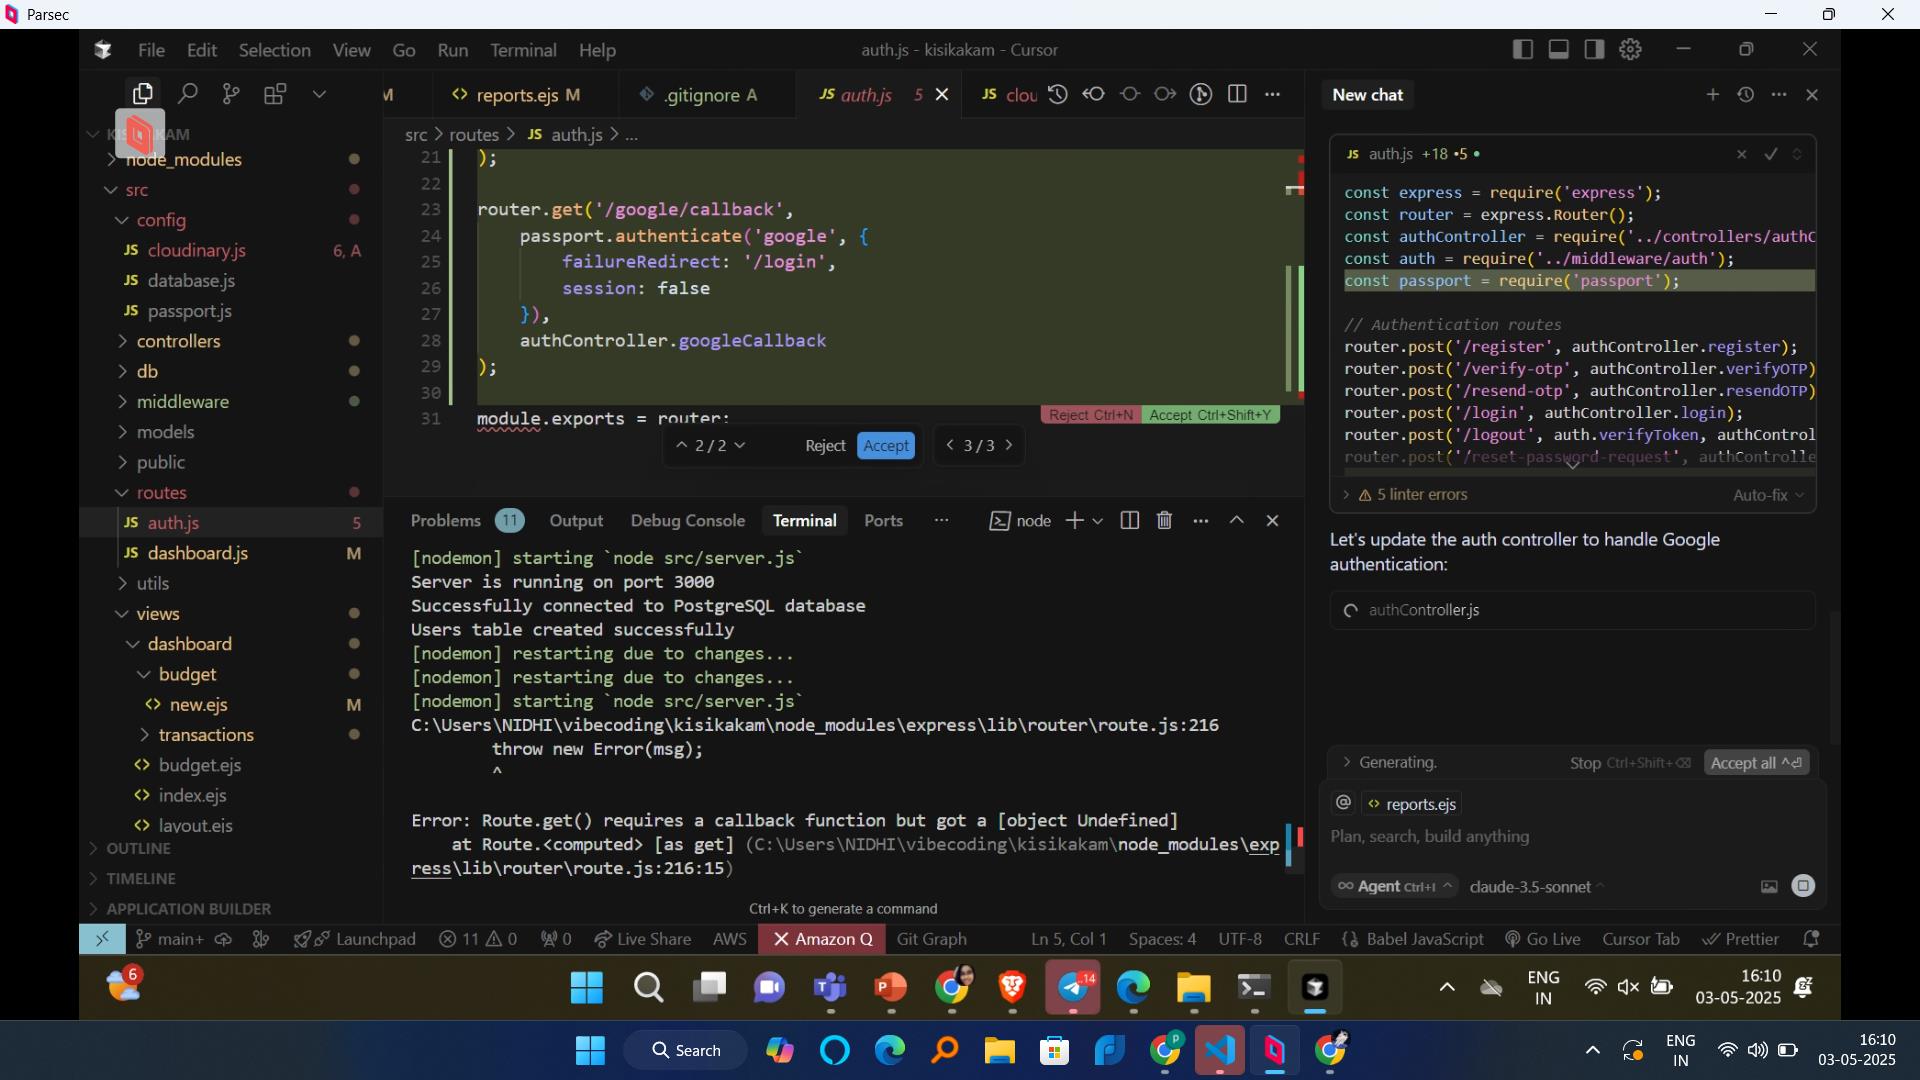 Parsec
File Edit Selection View Go Run Terminal Help
auth.js - kisikakam - Cursor
M
<> reports.ejs M
.gitignore A
JS auth.js 5
JS clou
src > routes > JS auth.js > ...
node_modules
src
config
JS cloudinary.js 6, A
JS database.js
JS passport.js
controllers
db
middleware
models
public
routes
JS auth.js 5
JS dashboard.js M
utils
views
dashboard
budget
<> new.ejs M
transactions
<> budget.ejs
<> index.ejs
<> layout.ejs
OUTLINE
TIMELINE
APPLICATION BUILDER
21 );
22
23 router.get('/google/callback',
24 passport.authenticate('google', {
25 failureRedirect: '/login',
26 session: false
27 }),
28 authController.googleCallback
29 );
30
31 module.exports = router;
Reject Ctrl+N Accept Ctrl+Shift+Y
2 / 2 Reject Accept < 3 / 3 >
Problems 11 Output Debug Console Terminal Ports ... node
[nodemon] starting `node src/server.js`
Server is running on port 3000
Successfully connected to PostgreSQL database
Users table created successfully
[nodemon] restarting due to changes...
[nodemon] restarting due to changes...
[nodemon] starting `node src/server.js`
C:\Users\NIDHI\vibecoding\kisikakam\node_modules\express\lib\router\route.js:216
throw new Error(msg);
^
Error: Route.get() requires a callback function but got a [object Undefined]
at Route.<computed> [as get] (C:\Users\NIDHI\vibecoding\kisikakam\node_modules\exp
ress\lib\router\route.js:216:15)
Ctrl+K to generate a command
New chat
JS auth.js +18 •5 •
const express = require('express');
const router = express.Router();
const authController = require('../controllers/authC
const auth = require('../middleware/auth');
const passport = require('passport');
// Authentication routes
router.post('/register', authController.register);
router.post('/verify-otp', authController.verifyOTP)
router.post('/resend-otp', authController.resendOTP)
router.post('/login', authController.login);
router.post('/logout', auth.verifyToken, authControl
router.post('/reset-password-request', authControlle
> 5 linter errors Auto-fix
Let's update the auth controller to handle Google
authentication:
authController.js
> Generating. Stop Ctrl+Shift+⌫ Accept all ^⏎
@ <> reports.ejs
Plan, search, build anything
∞ Agent Ctrl+I claude-3.5-sonnet
main+ Launchpad 11 0 0 Live Share AWS X Amazon Q Git Graph Ln 5, Col 1 Spaces: 4 UTF-8 CRLF {} Babel JavaScript Go Live Cursor Tab Prettier
6
14
ENG
IN
16:10
03-05-2025
Search
P
ENG
IN
16:10
03-05-2025